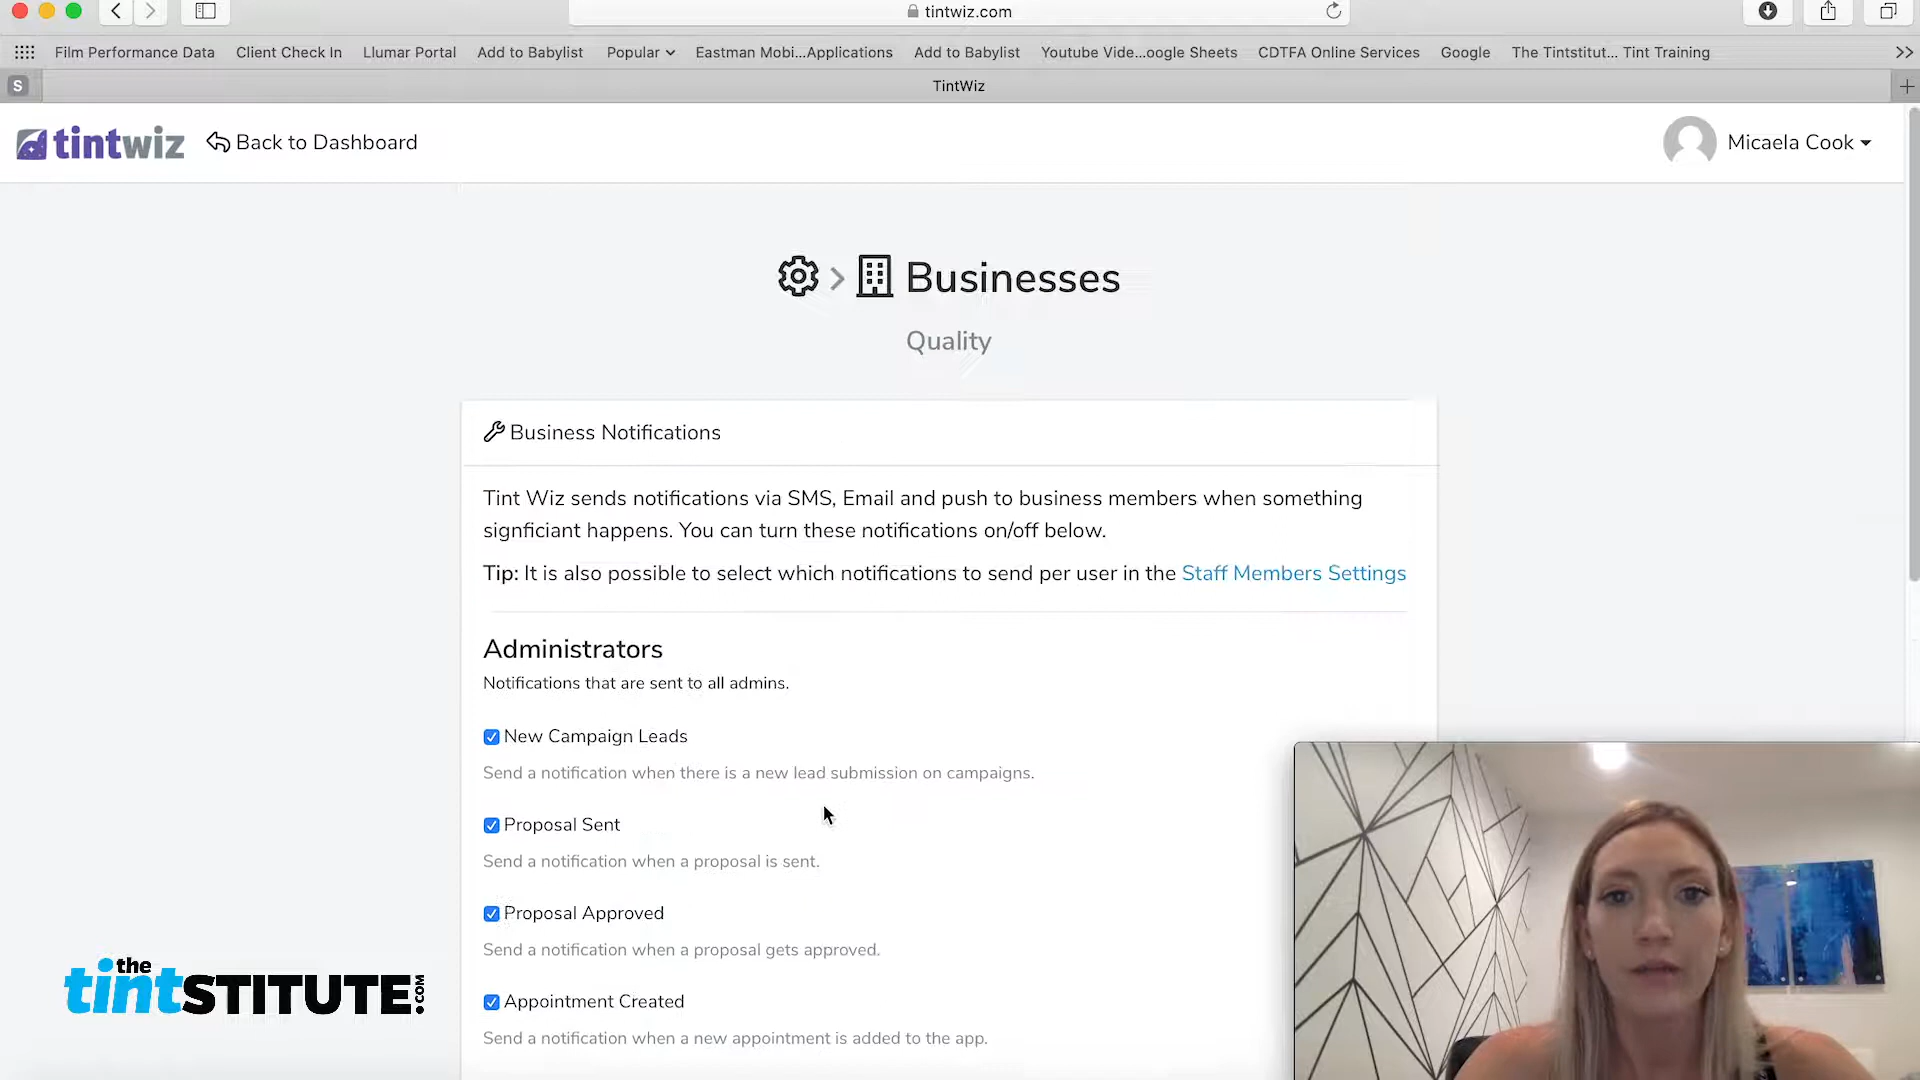 tintwiz.com
Film Performance Data Client Check In Llumar Portal Add to Babylist Popular Eastman Mobi...Applications Add to Babylist Youtube Vide...oogle Sheets CDTFA Online Services Google The Tintstitut... Tint Training
S TintWiz
tintwiz Back to Dashboard Micaela Cook
Businesses
Quality
Business Notifications
Tint Wiz sends notifications via SMS, Email and push to business members when something
signficiant happens. You can turn these notifications on/off below.
Tip: It is also possible to select which notifications to send per user in the Staff Members Settings
Administrators
Notifications that are sent to all admins.
New Campaign Leads
Send a notification when there is a new lead submission on campaigns.
Proposal Sent
Send a notification when a proposal is sent.
Proposal Approved
Send a notification when a proposal gets approved.
Appointment Created
Send a notification when a new appointment is added to the app.
the
tintSTITUTE.COM